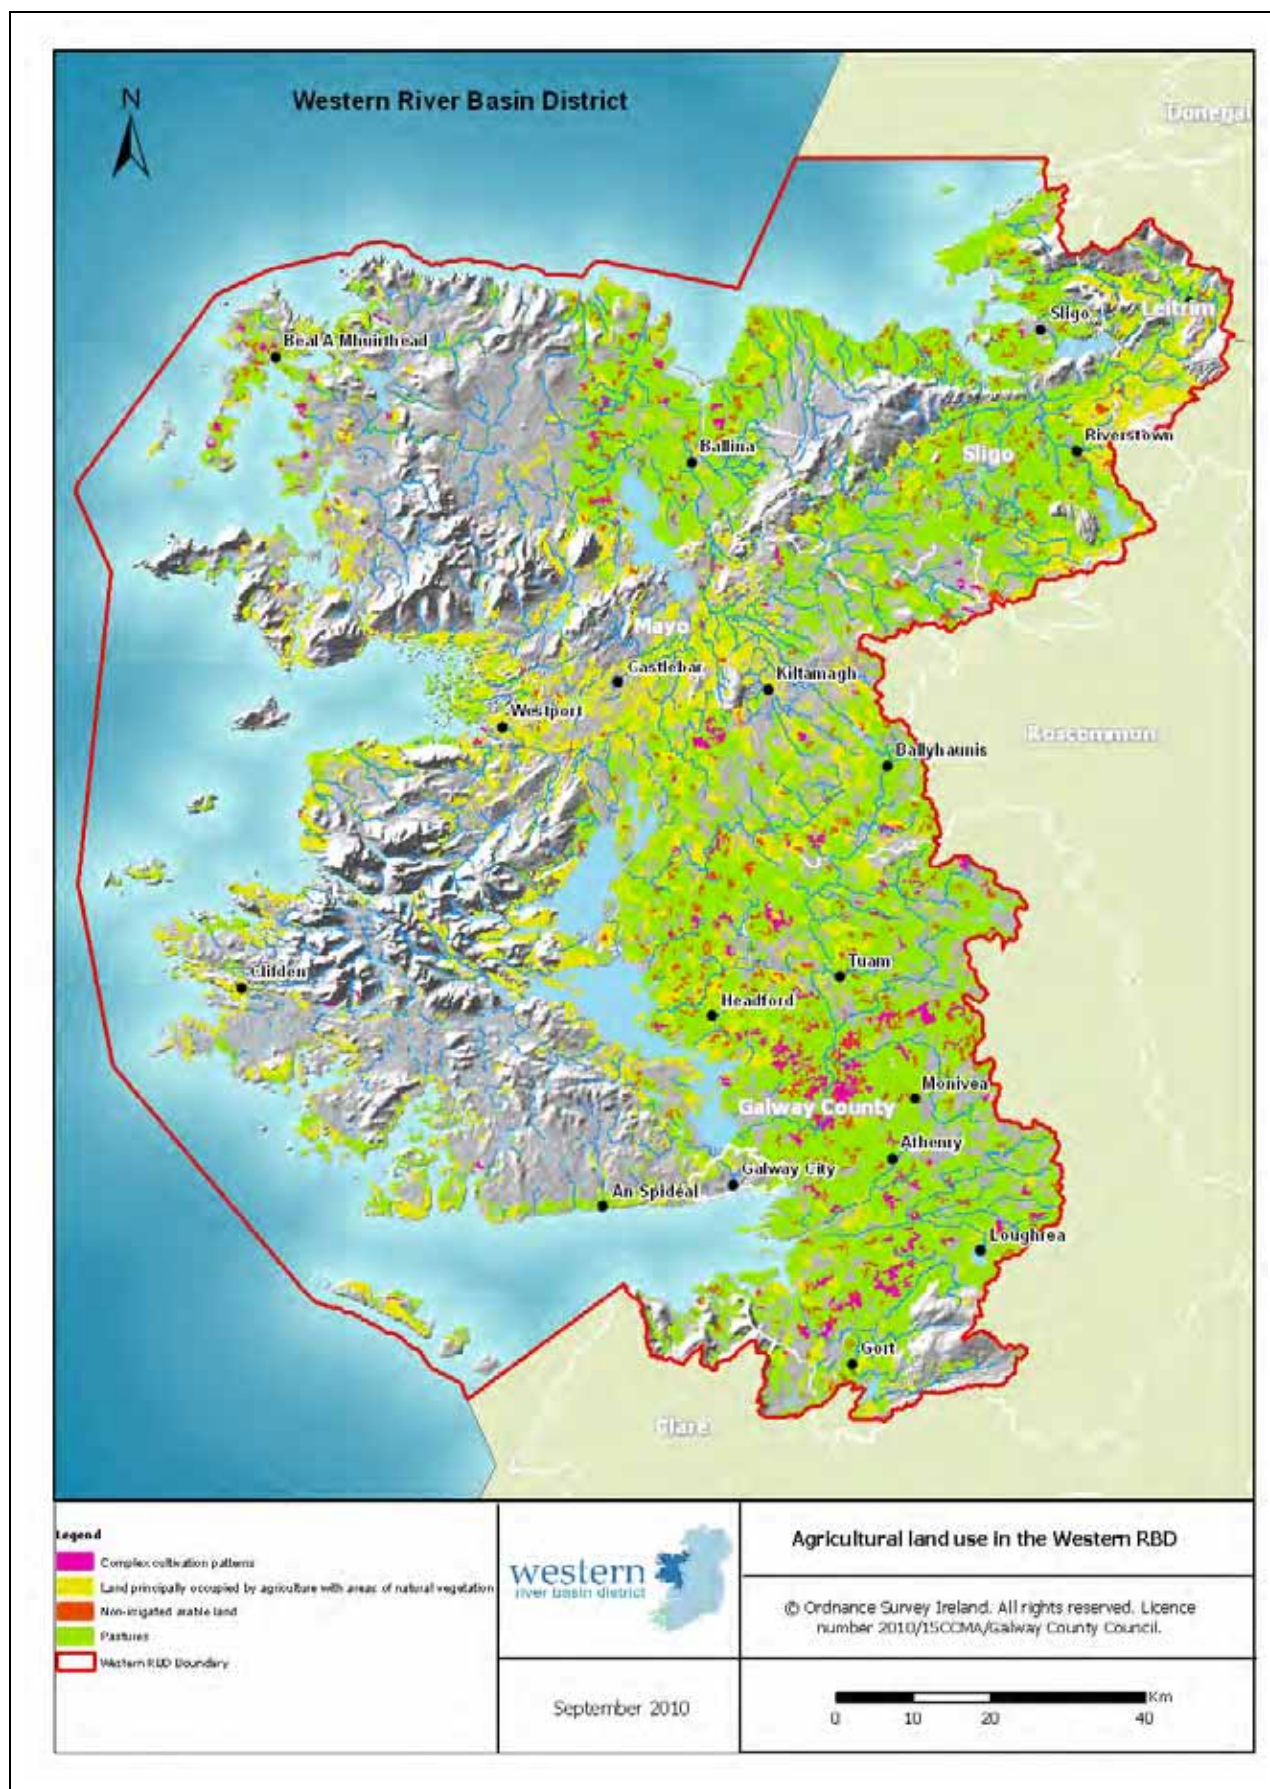 Western River Basin District
N
Donegal
Leitrim
Sligo
Beal A Mhuirthead
Riverstown
Sligo
Ballina
Mayo
Castlebar
Kiltamagh
Westport
Roscommon
Ballyhaunis
Tuam
Clifden
Headford
Monivea
Galway County
Athenry
Galway City
An Spidéal
Loughrea
Gort
Clare
Legend
Complex cultivation patterns
Land principally occupied by agriculture with areas of natural vegetation
Non-irrigated arable land
Pastures
Western RBD Boundary
western
river basin district
September 2010
Agricultural land use in the Western RBD
© Ordnance Survey Ireland. All rights reserved. Licence
number 2010/15CCMA/Galway County Council.
Km
0 10 20 40